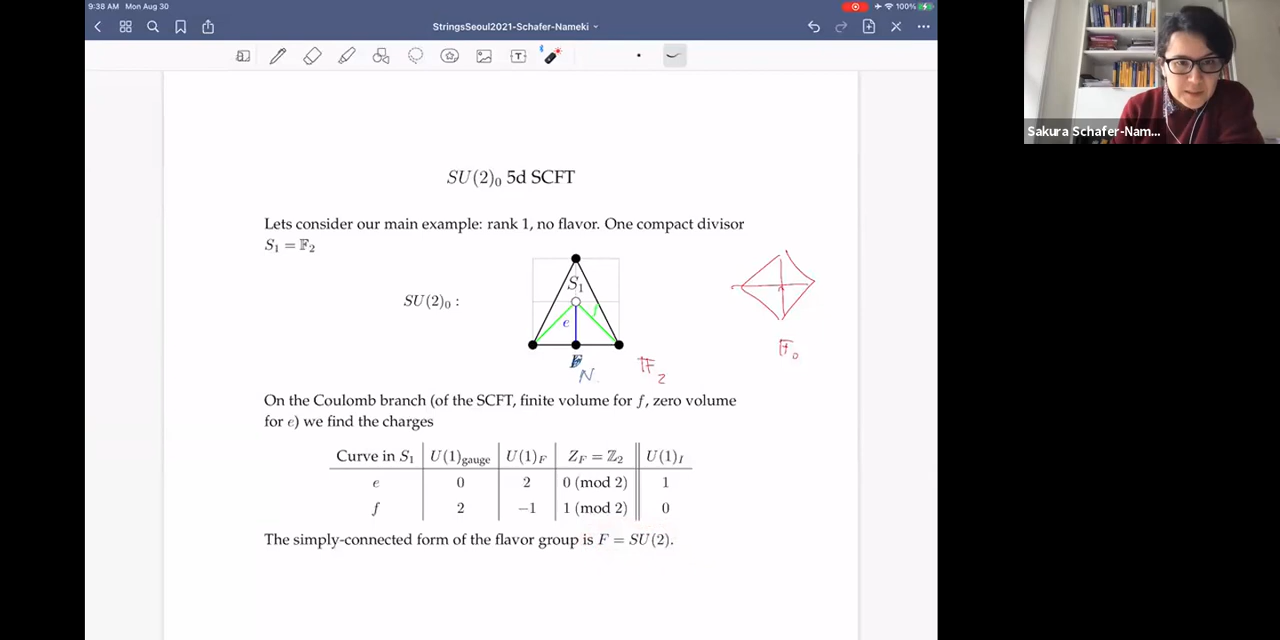 9:38 AM Mon Aug 30
100%
StringsSeoul2021-Schafer-Nameki
Sakura Schafer-Nam...
SU(2)₀ 5d SCFT
Lets consider our main example: rank 1, no flavor. One compact divisor
S₁ = 𝔽₂
SU(2)₀ :
S₁
e
f
N
𝔽₂
𝔽₀
On the Coulomb branch (of the SCFT, finite volume for f, zero volume
for e) we find the charges
Curve in S₁ U(1)gauge U(1)F ZF = ℤ₂ U(1)I
e 0 2 0 (mod 2) 1
f 2 −1 1 (mod 2) 0
The simply-connected form of the flavor group is F = SU(2).